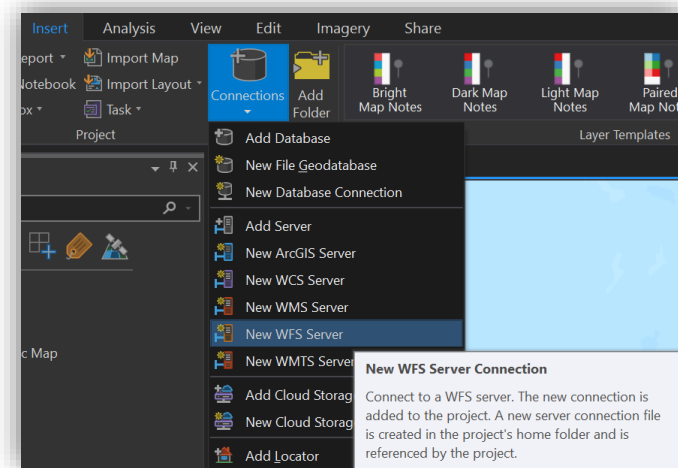 Insert Analysis View Edit Imagery Share
eport Import Map
Notebook Import Layout
ox Task
Project
Connections
Add
Folder
Bright
Map Notes
Dark Map
Notes
Light Map
Notes
Paired
Map Not
Layer Templates
Add Database
New File Geodatabase
New Database Connection
Add Server
New ArcGIS Server
New WCS Server
New WMS Server
New WFS Server
New WMTS Server
Add Cloud Storag
New Cloud Storag
Add Locator
c Map
New WFS Server Connection
Connect to a WFS server. The new connection is
added to the project. A new server connection file
is created in the project's home folder and is
referenced by the project.